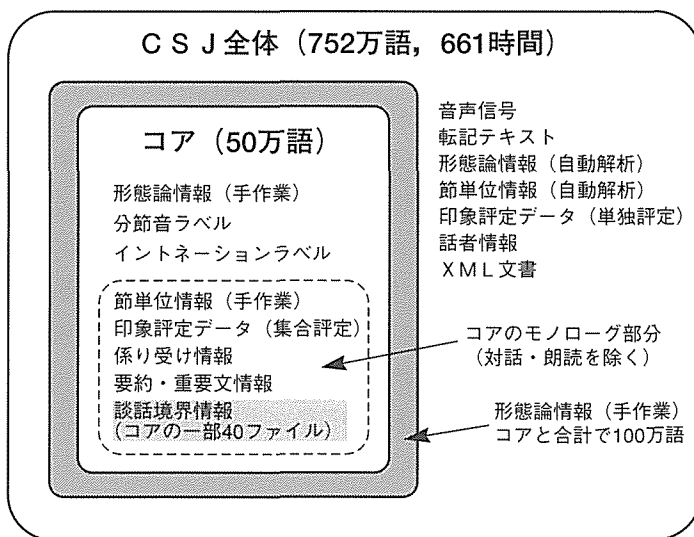 CSJ全体（752万語，661時間）
コア（50万語）
形態論情報（手作業）
分節音ラベル
イントネーションラベル
節単位情報（手作業）
印象評定データ（集合評定）
係り受け情報
要約・重要文情報
談話境界情報
（コアの一部40ファイル）
音声信号
転記テキスト
形態論情報（自動解析）
節単位情報（自動解析）
印象評定データ（単独評定）
話者情報
XML文書
コアのモノローグ部分
（対話・朗読を除く）
形態論情報（手作業）
コアと合計で100万語